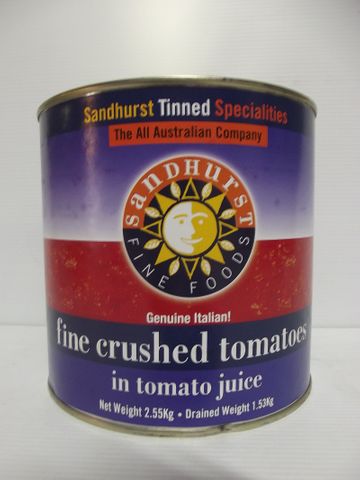 Sandhurst Tinned Specialities
The All Australian Company
SANDHURST
FINE FOODS
Genuine Italian!
fine crushed tomatoes
in tomato juice
Net Weight 2.55Kg • Drained Weight 1.53Kg